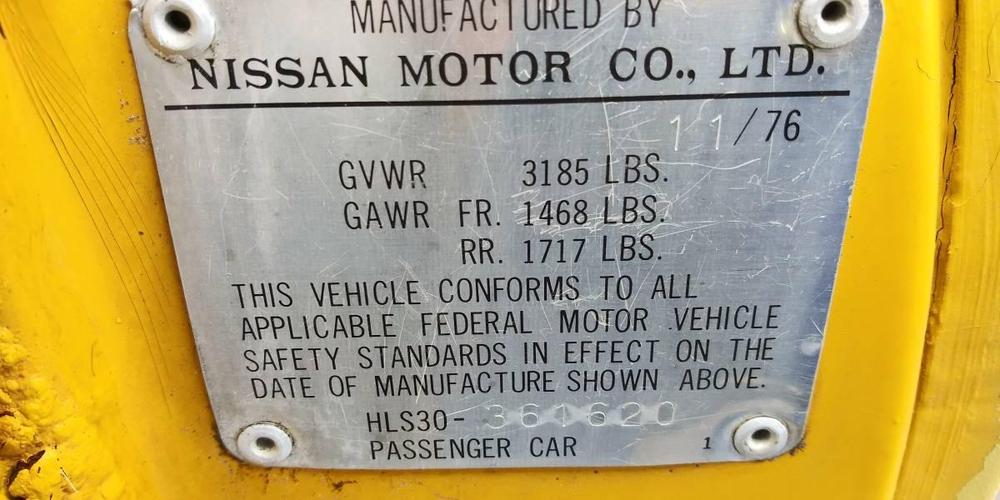 MANUFACTURED BY
NISSAN MOTOR CO., LTD.
11/76
GVWR 3185 LBS.
GAWR FR. 1468 LBS.
RR. 1717 LBS.
THIS VEHICLE CONFORMS TO ALL
APPLICABLE FEDERAL MOTOR VEHICLE
SAFETY STANDARDS IN EFFECT ON THE
DATE OF MANUFACTURE SHOWN ABOVE.
HLS30-361620
PASSENGER CAR 1